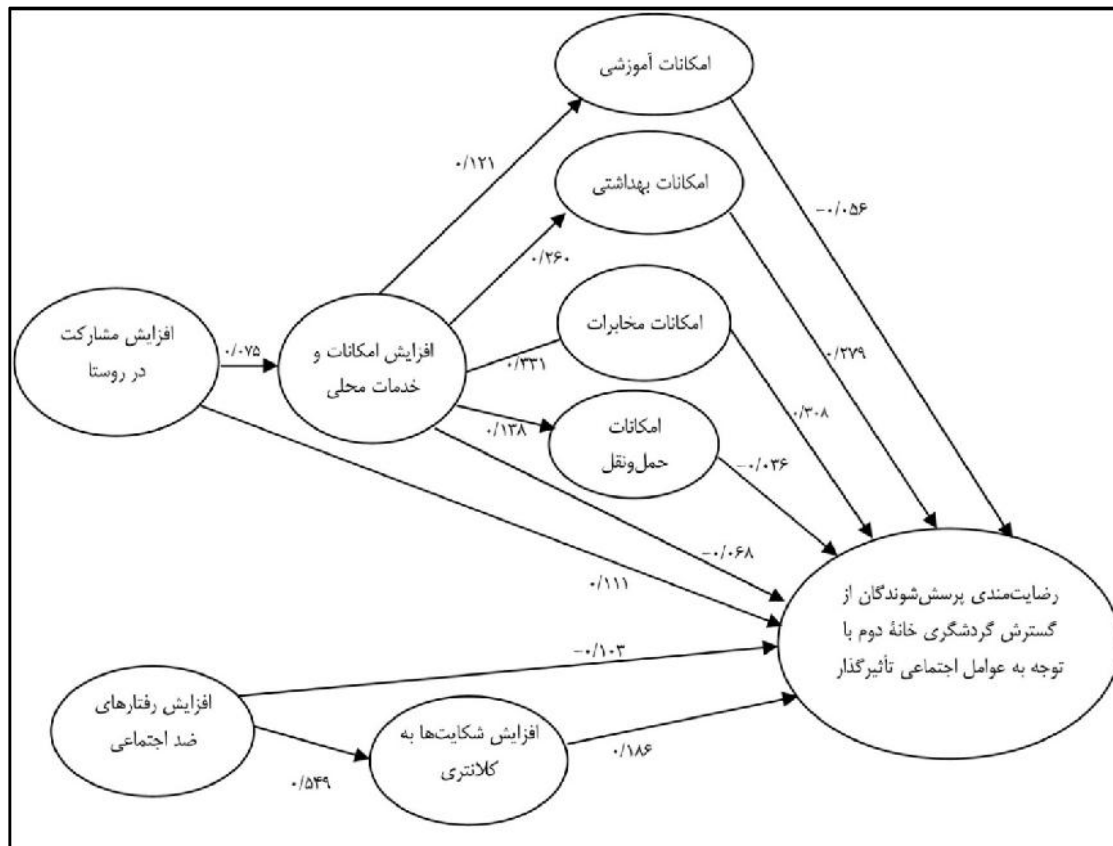 امکانات آموزشی
۰/۱۲۱
امکانات بهداشتی
-۰/۰۵۶
۰/۲۶۰
افزایش مشارکت
در روستا
۰/۰۷۵
افزایش امکانات و
خدمات محلی
امکانات مخابرات
۰/۳۳۱
۰/۲۷۹
۰/۳۰۸
۰/۱۳۸
امکانات
حمل‌ونقل
-۰/۰۳۶
-۰/۰۶۸
۰/۱۱۱
رضایت‌مندی پرسش‌شوندگان از
گسترش گردشگری خانهٔ دوم با
توجه به عوامل اجتماعی تأثیرگذار
-۰/۱۰۳
افزایش رفتارهای
ضد اجتماعی
۰/۵۴۹
افزایش شکایت‌ها به
کلانتری
۰/۱۸۶